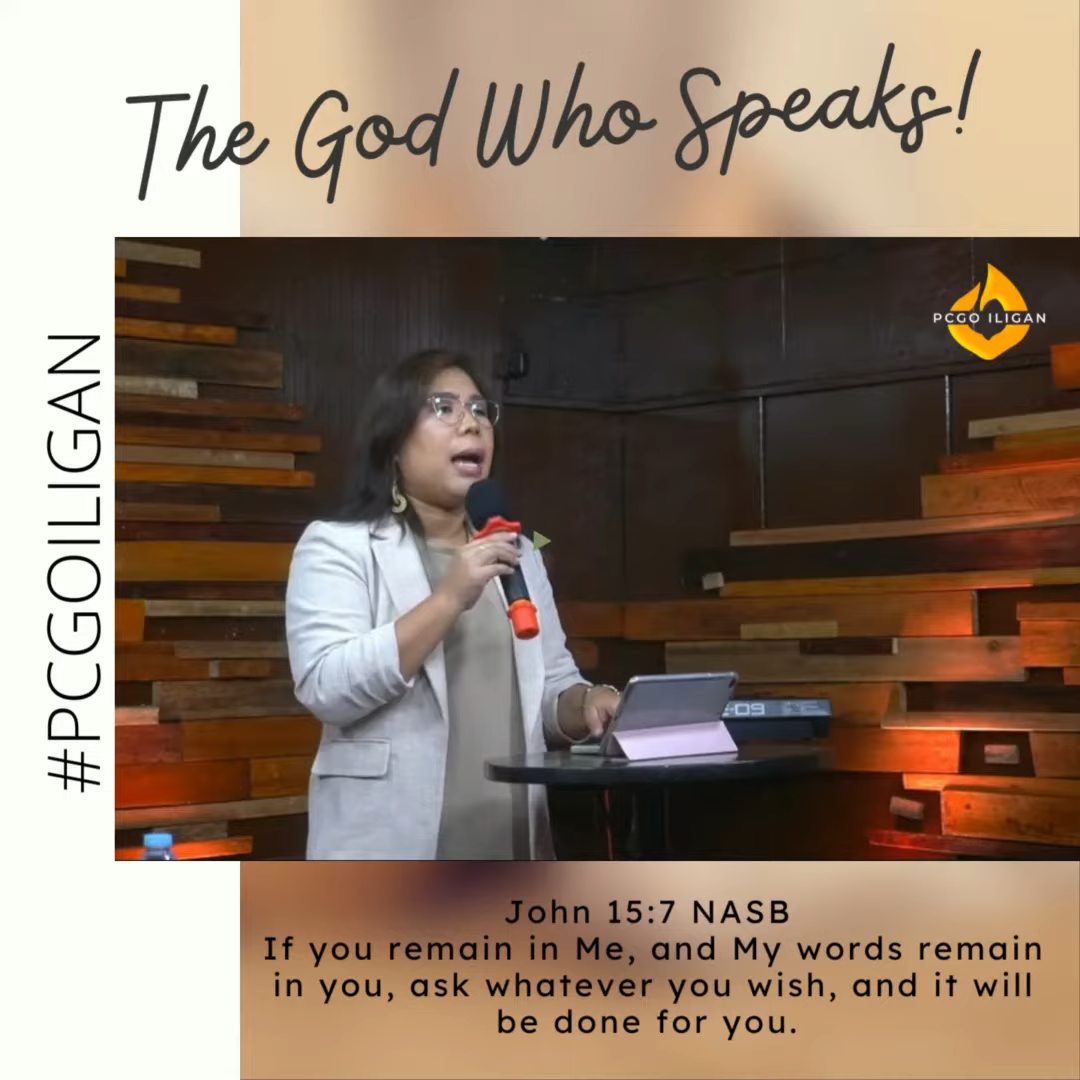 The God Who Speaks!
#PCGOILIGAN
PCGO ILIGAN
:09
John 15:7 NASB
If you remain in Me, and My words remain
in you, ask whatever you wish, and it will
be done for you.